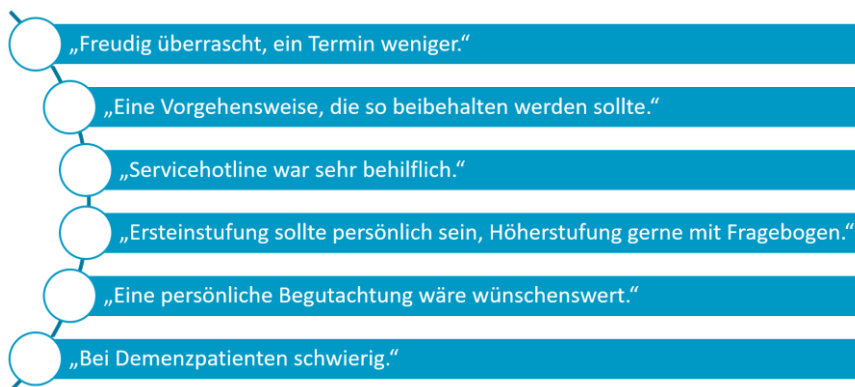 „Freudig überrascht, ein Termin weniger.“
„Eine Vorgehensweise, die so beibehalten werden sollte.“
„Servicehotline war sehr behilflich.“
„Ersteinstufung sollte persönlich sein, Höherstufung gerne mit Fragebogen.“
„Eine persönliche Begutachtung wäre wünschenswert.“
„Bei Demenzpatienten schwierig.“